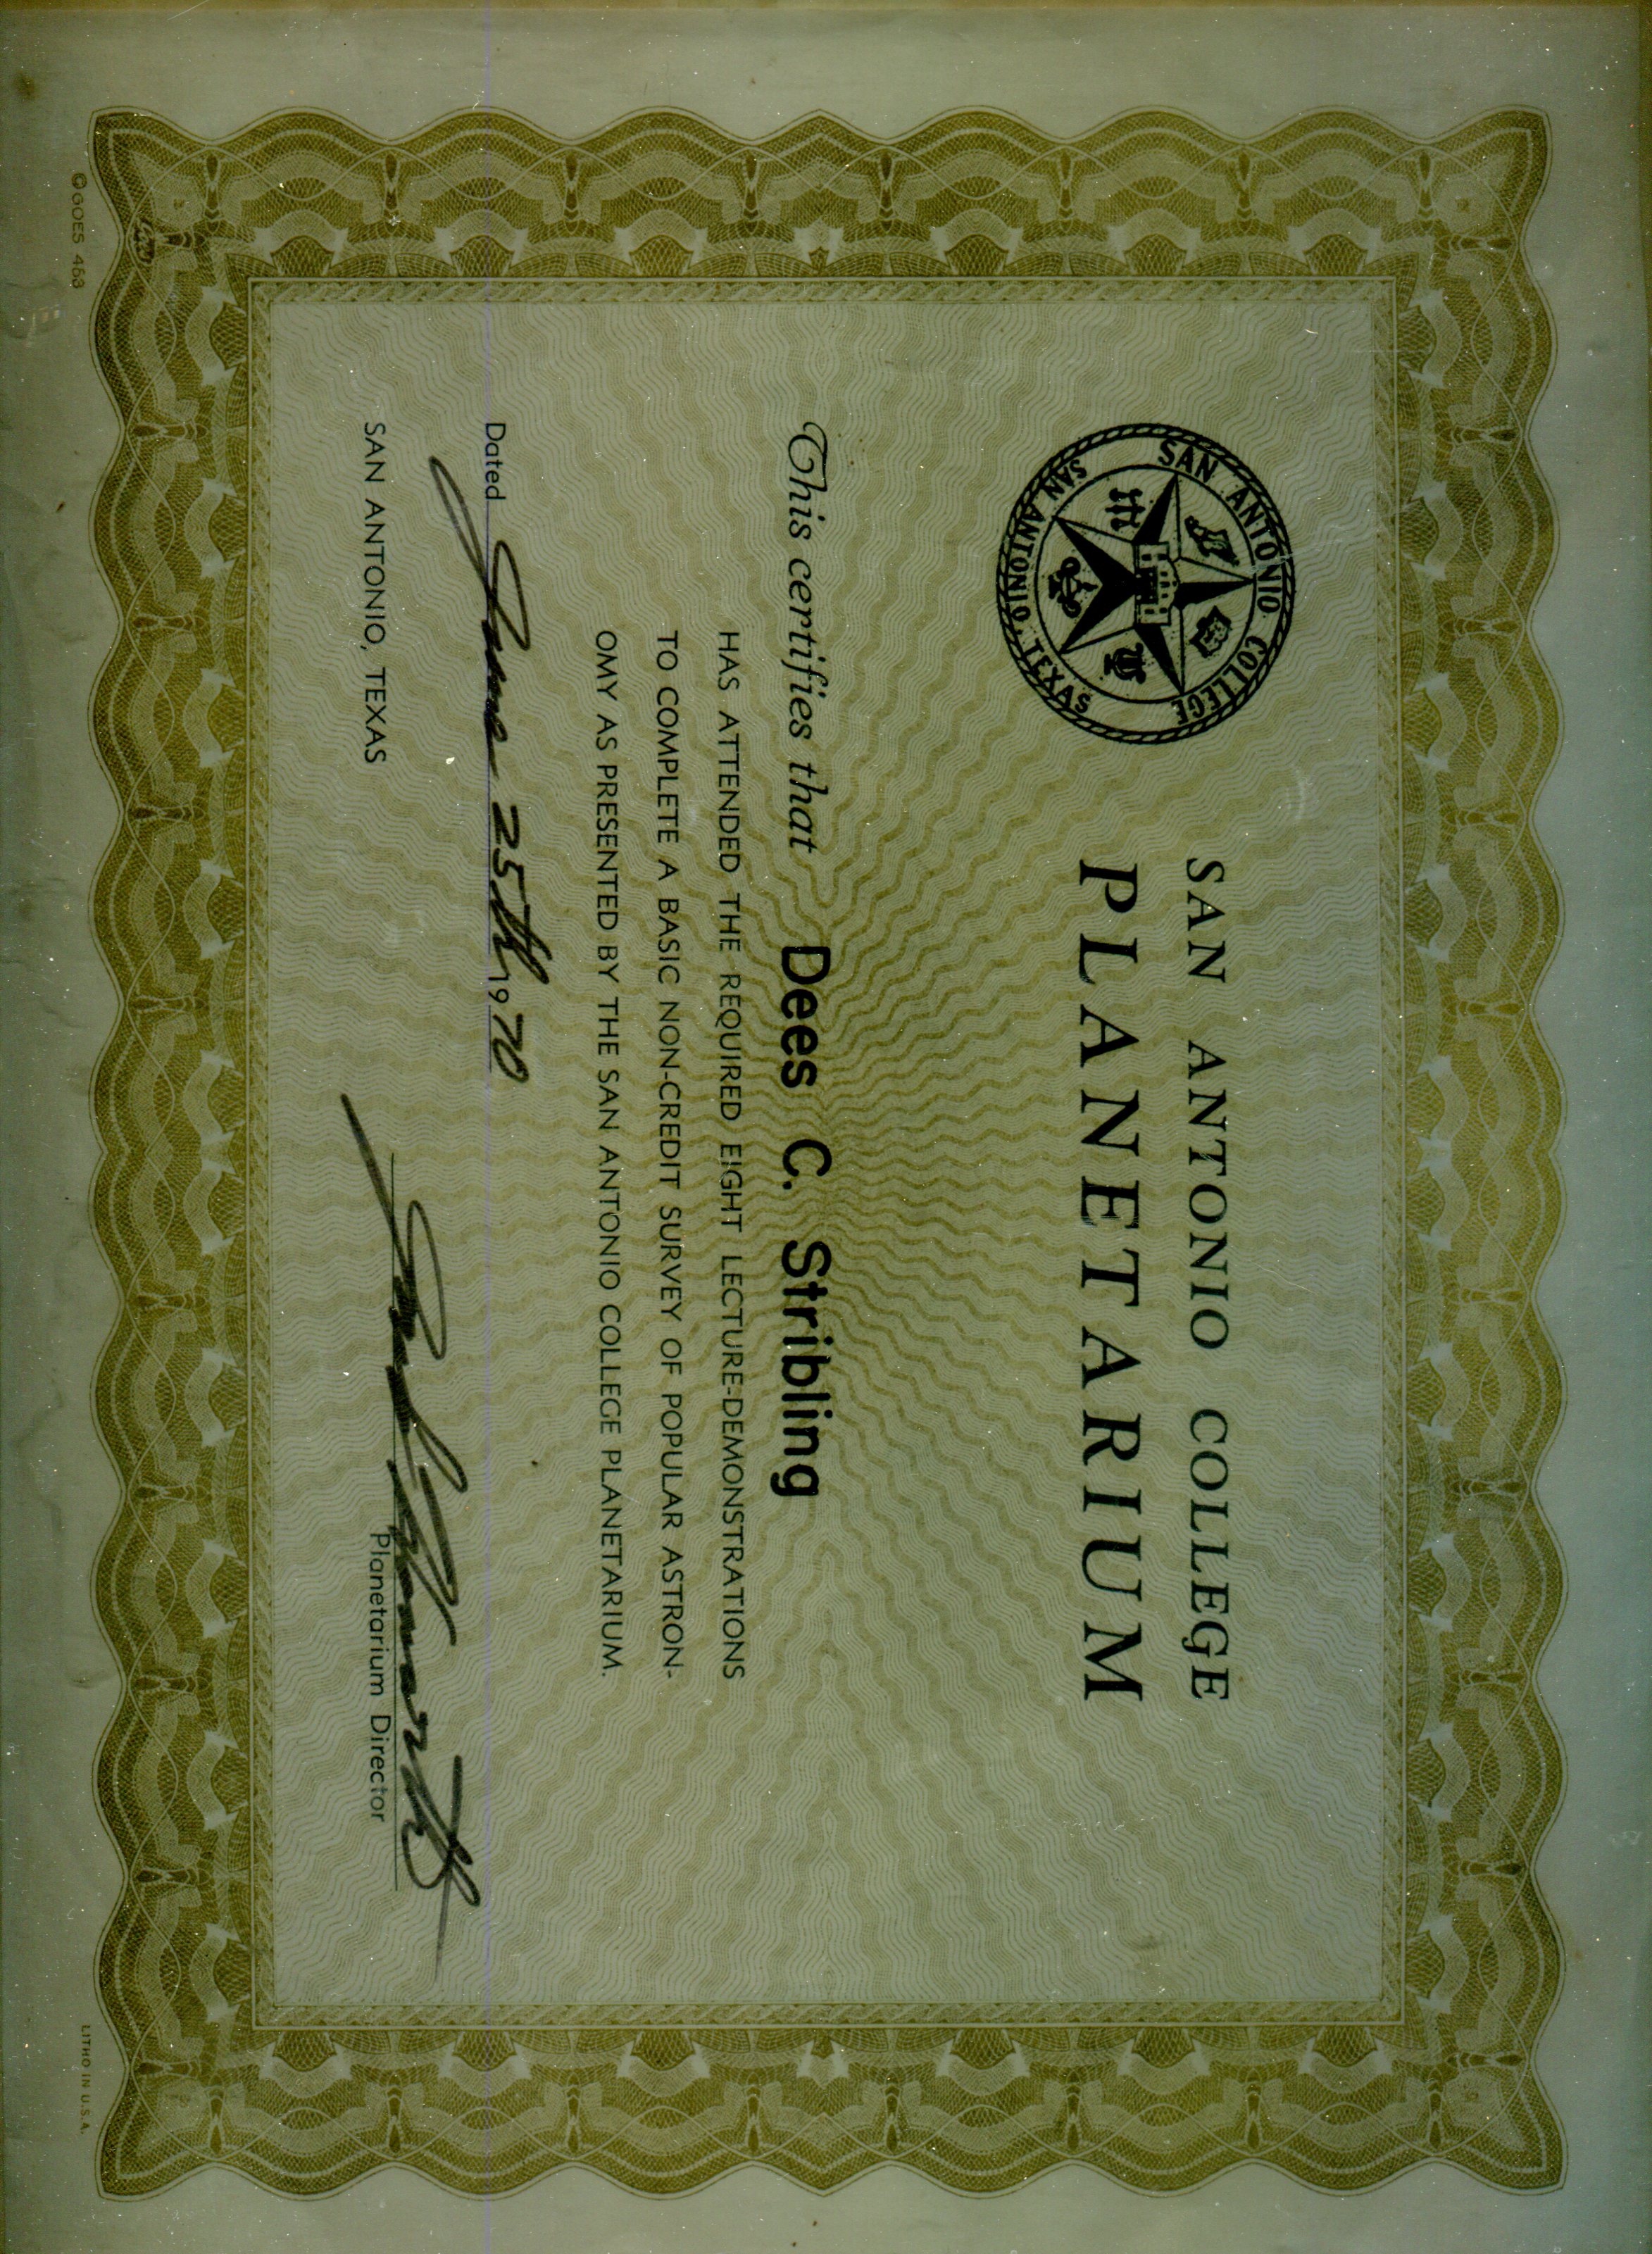 SAN ANTONIO COLLEGE
SAN ANTONIO, TEXAS
SAN ANTONIO COLLEGE
PLANETARIUM
This certifies that Dees C. Stribling
HAS ATTENDED THE REQUIRED EIGHT LECTURE-DEMONSTRATIONS
TO COMPLETE A BASIC NON-CREDIT SURVEY OF POPULAR ASTRON-
OMY AS PRESENTED BY THE SAN ANTONIO COLLEGE PLANETARIUM.
Dated June 25th 1970
SAN ANTONIO, TEXAS
Planetarium Director
© GOES 453
LITHO IN U.S.A.